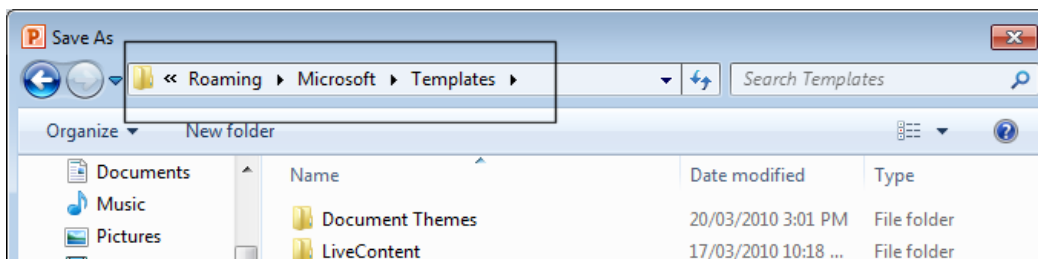 P Save As
« Roaming Microsoft Templates Search Templates
Organize New folder ?
Documents Name Date modified Type
Music
Document Themes 20/03/2010 3:01 PM File folder
Pictures
LiveContent 17/03/2010 10:18 ... File folder